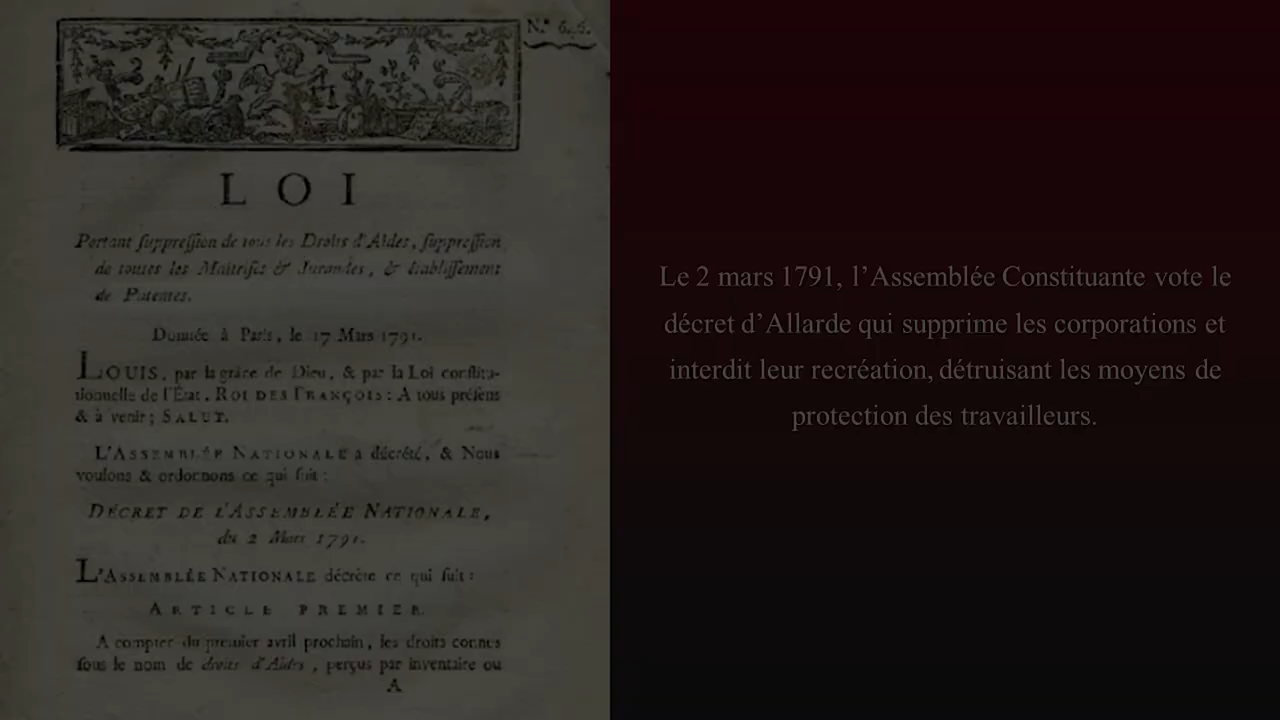 N.° 6.6.
LOI
Portant ſuppreſſion de tous les Droits d'Aides, ſuppreſſion
de toutes les Maîtriſes & Jurandes, & établiſſement
de Patentes.
Donnée à Paris, le 17 Mars 1791.
LOUIS, par la grâce de Dieu, & par la Loi conſtitu-
tionnelle de l'État, ROI DES FRANÇOIS: A tous préſens
& à venir; SALUT.
L'ASSEMBLÉE NATIONALE a décrété, & Nous
voulons & ordonnons ce qui ſuit:
DÉCRET DE L'ASSEMBLÉE NATIONALE,
du 2 Mars 1791.
L'ASSEMBLÉE NATIONALE décrète ce qui ſuit:
ARTICLE PREMIER.
A compter du premier avril prochain, les droits connus
ſous le nom de droits d'Aides, perçus par inventaire ou
A
Le 2 mars 1791, l'Assemblée Constituante vote le
décret d'Allarde qui supprime les corporations et
interdit leur recréation, détruisant les moyens de
protection des travailleurs.